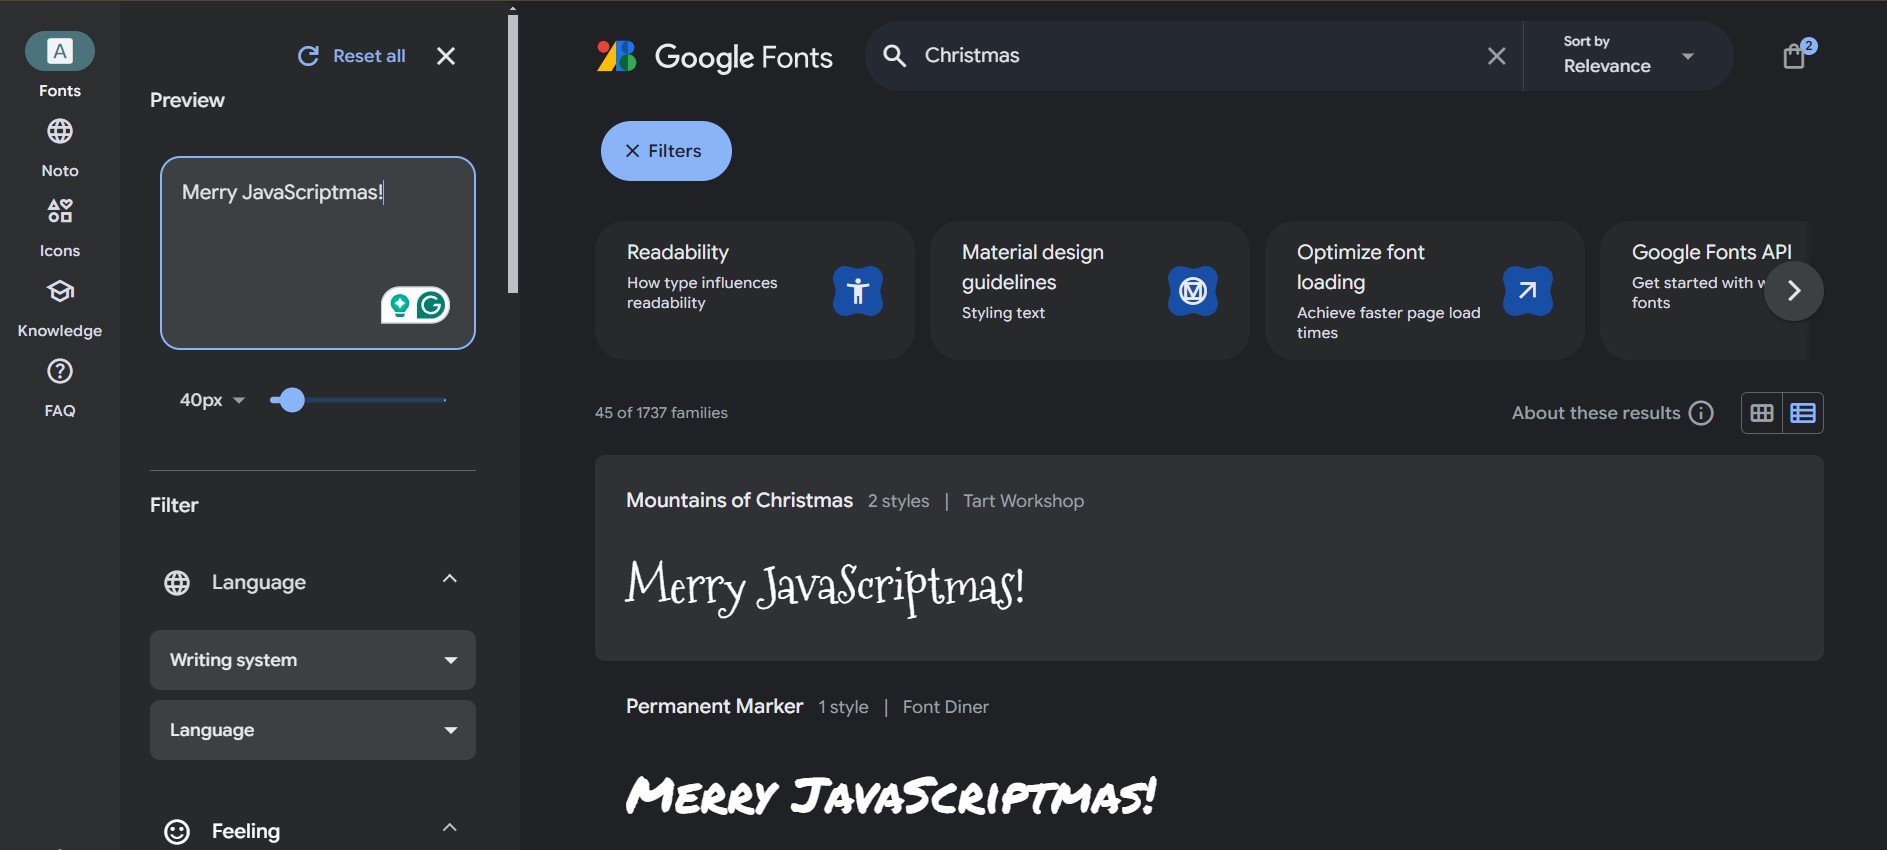 A
Fonts
Noto
Icons
Knowledge
FAQ
Reset all
Preview
Merry JavaScriptmas!
40px
Filter
Language
Writing system
Language
Feeling
Google Fonts
Christmas
Sort by
Relevance
2
Filters
Readability
How type influences
readability
Material design
guidelines
Styling text
Optimize font
loading
Achieve faster page load
times
Google Fonts API
Get started with
fonts
45 of 1737 families
About these results
Mountains of Christmas 2 styles | Tart Workshop
Merry JavaScriptmas!
Permanent Marker 1 style | Font Diner
Merry JavaScriptmas!